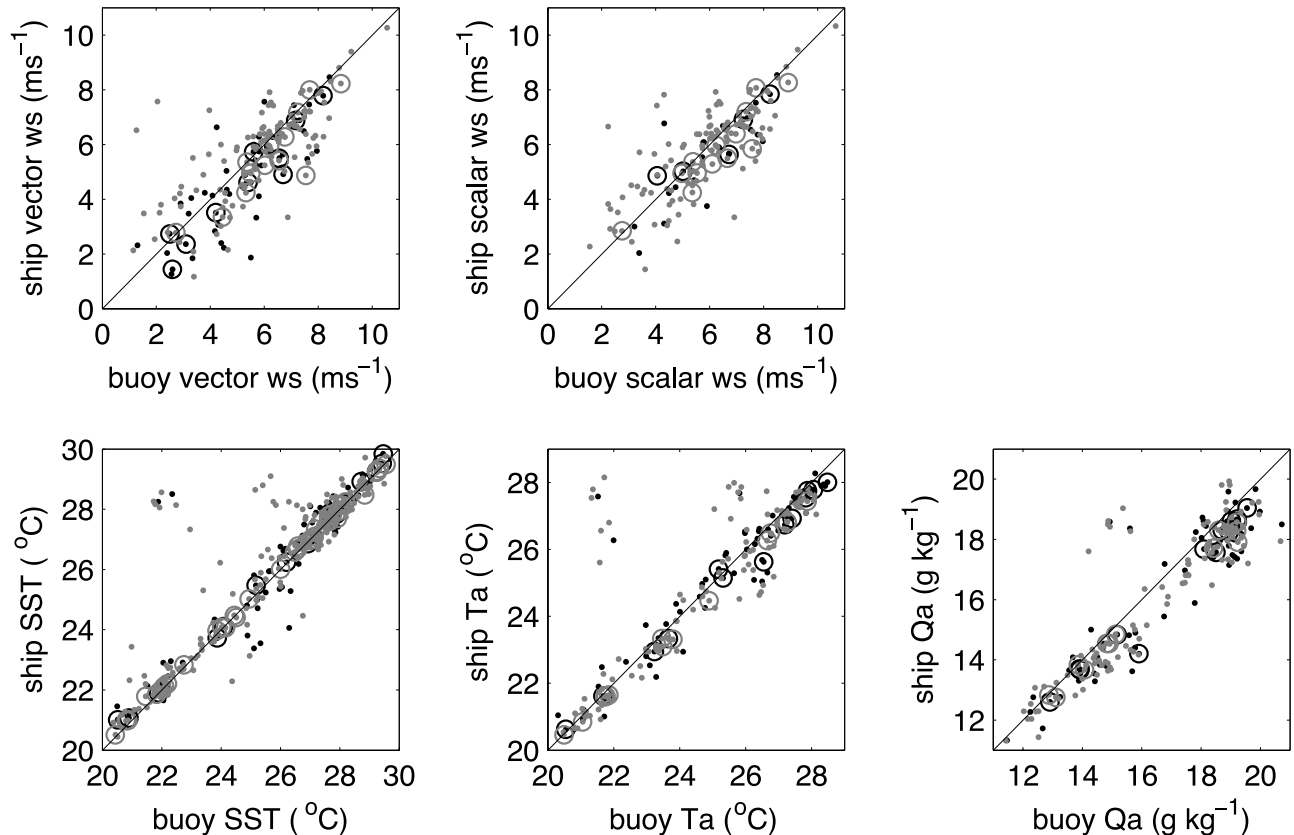 10
8
6
4
2
0
ship vector ws (ms⁻¹)
0 2 4 6 8 10
buoy vector ws (ms⁻¹)
10
8
6
4
2
0
ship scalar ws (ms⁻¹)
0 2 4 6 8 10
buoy scalar ws (ms⁻¹)
30
28
26
24
22
20
ship SST ( °C)
20 22 24 26 28 30
buoy SST ( °C)
28
26
24
22
20
ship Ta (°C)
20 22 24 26 28
buoy Ta (°C)
20
18
16
14
12
ship Qa (g kg⁻¹)
12 14 16 18 20
buoy Qa (g kg⁻¹)